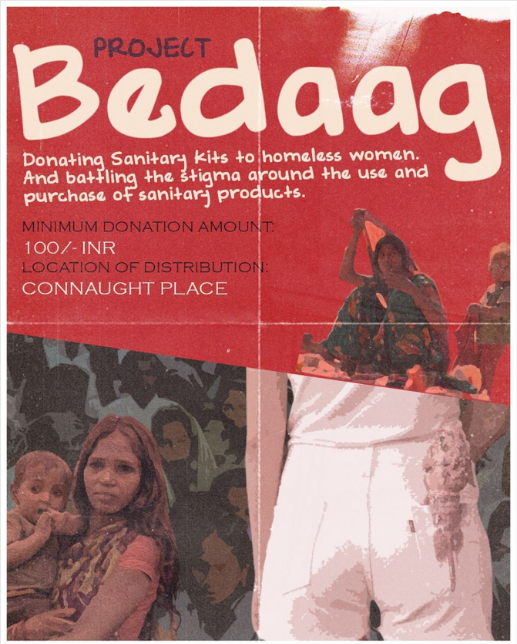 PROJECT
Bedaag
Donating Sanitary kits to homeless women.
And battling the stigma around the use and
purchase of sanitary products.
MINIMUM DONATION AMOUNT:
100/- INR
LOCATION OF DISTRIBUTION:
CONNAUGHT PLACE